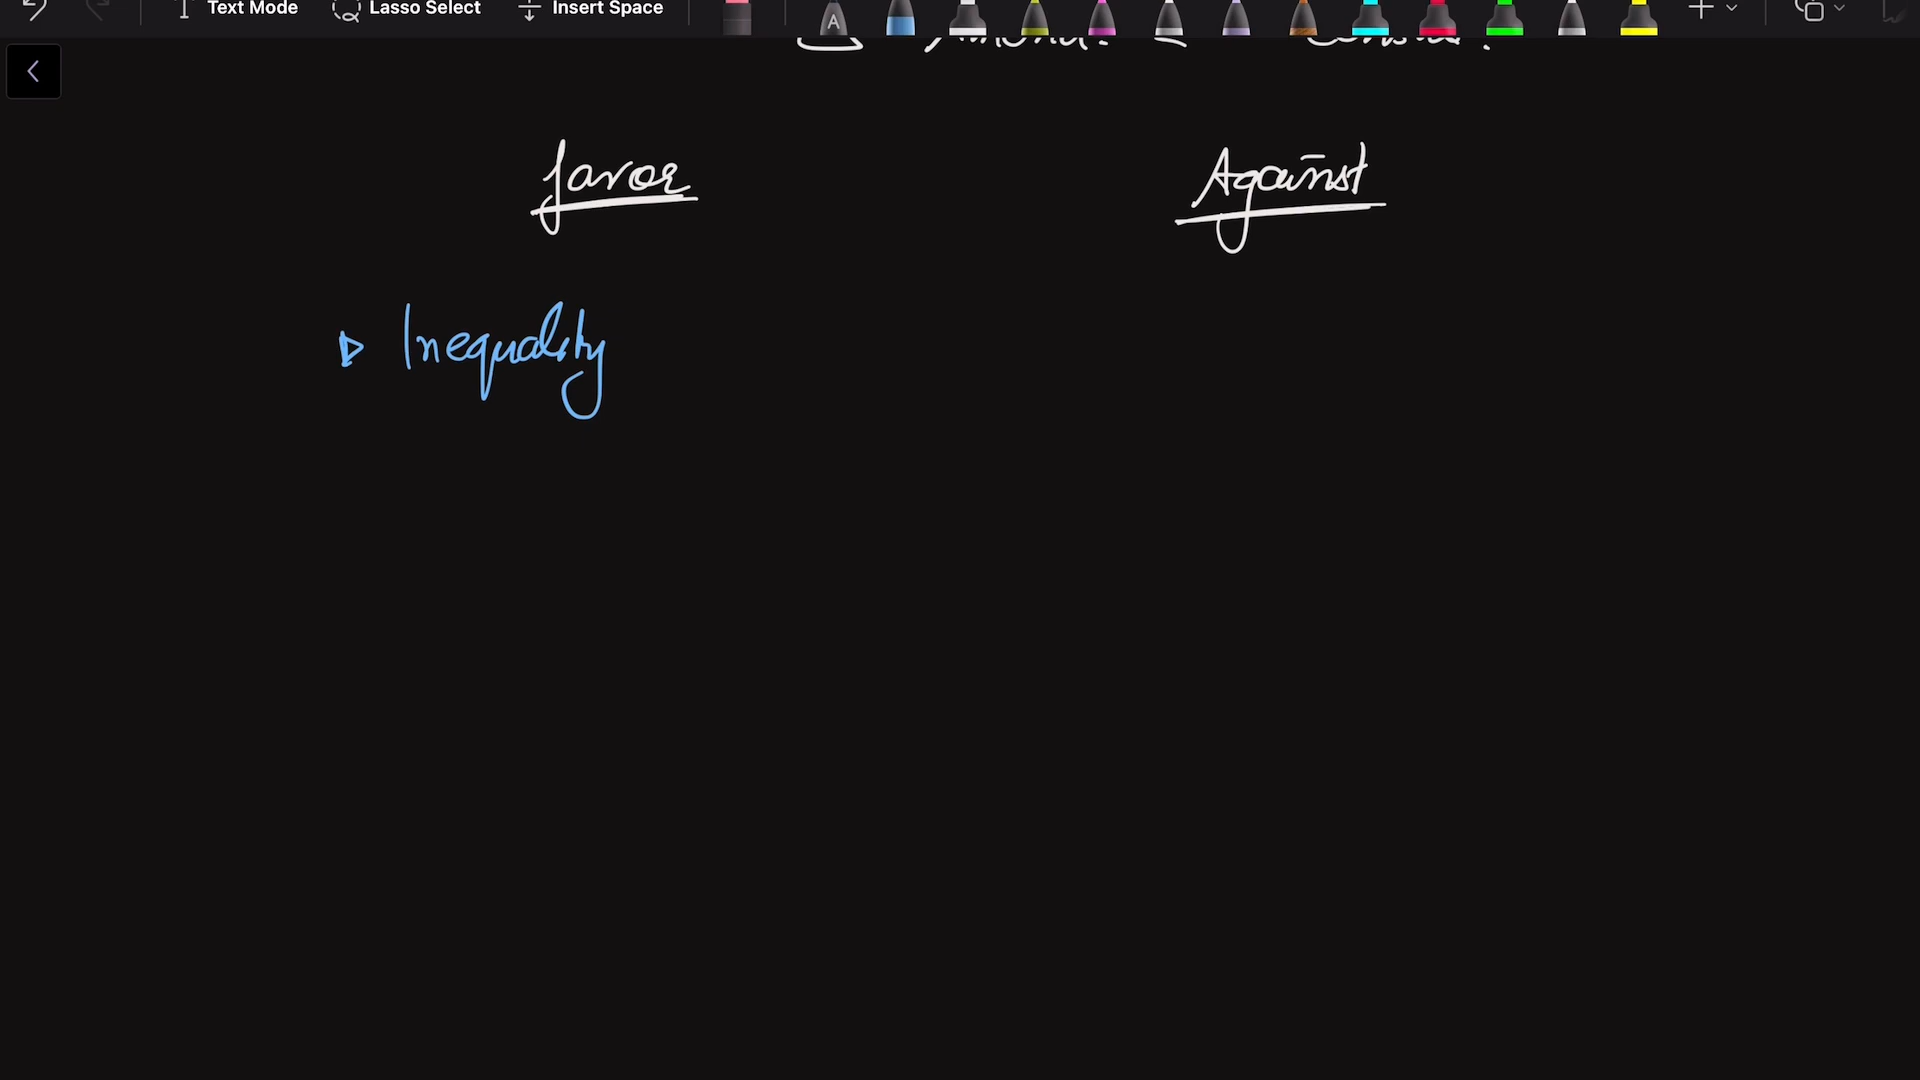 Text Mode Lasso Select Insert Space
A
Favor Against
Inequality